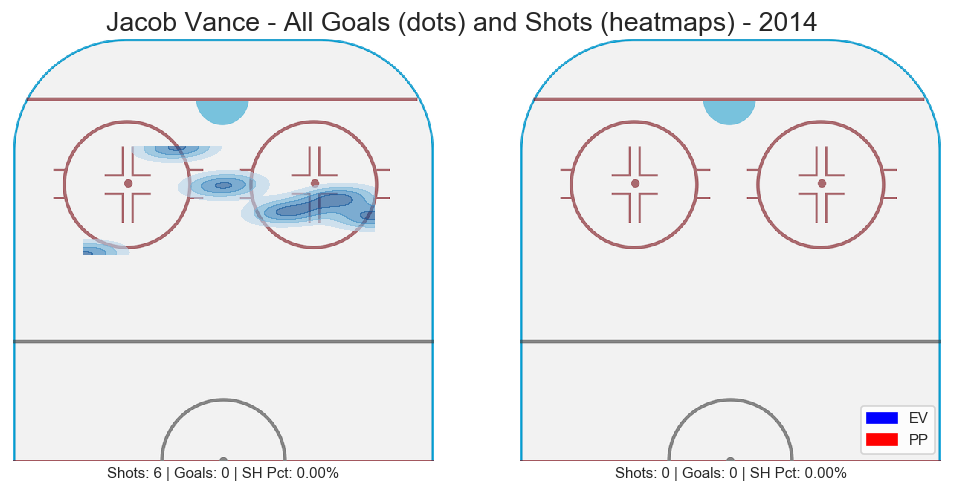 Jacob Vance - All Goals (dots) and Shots (heatmaps) - 2014
EV
PP
Shots: 6 | Goals: 0 | SH Pct: 0.00%
Shots: 0 | Goals: 0 | SH Pct: 0.00%